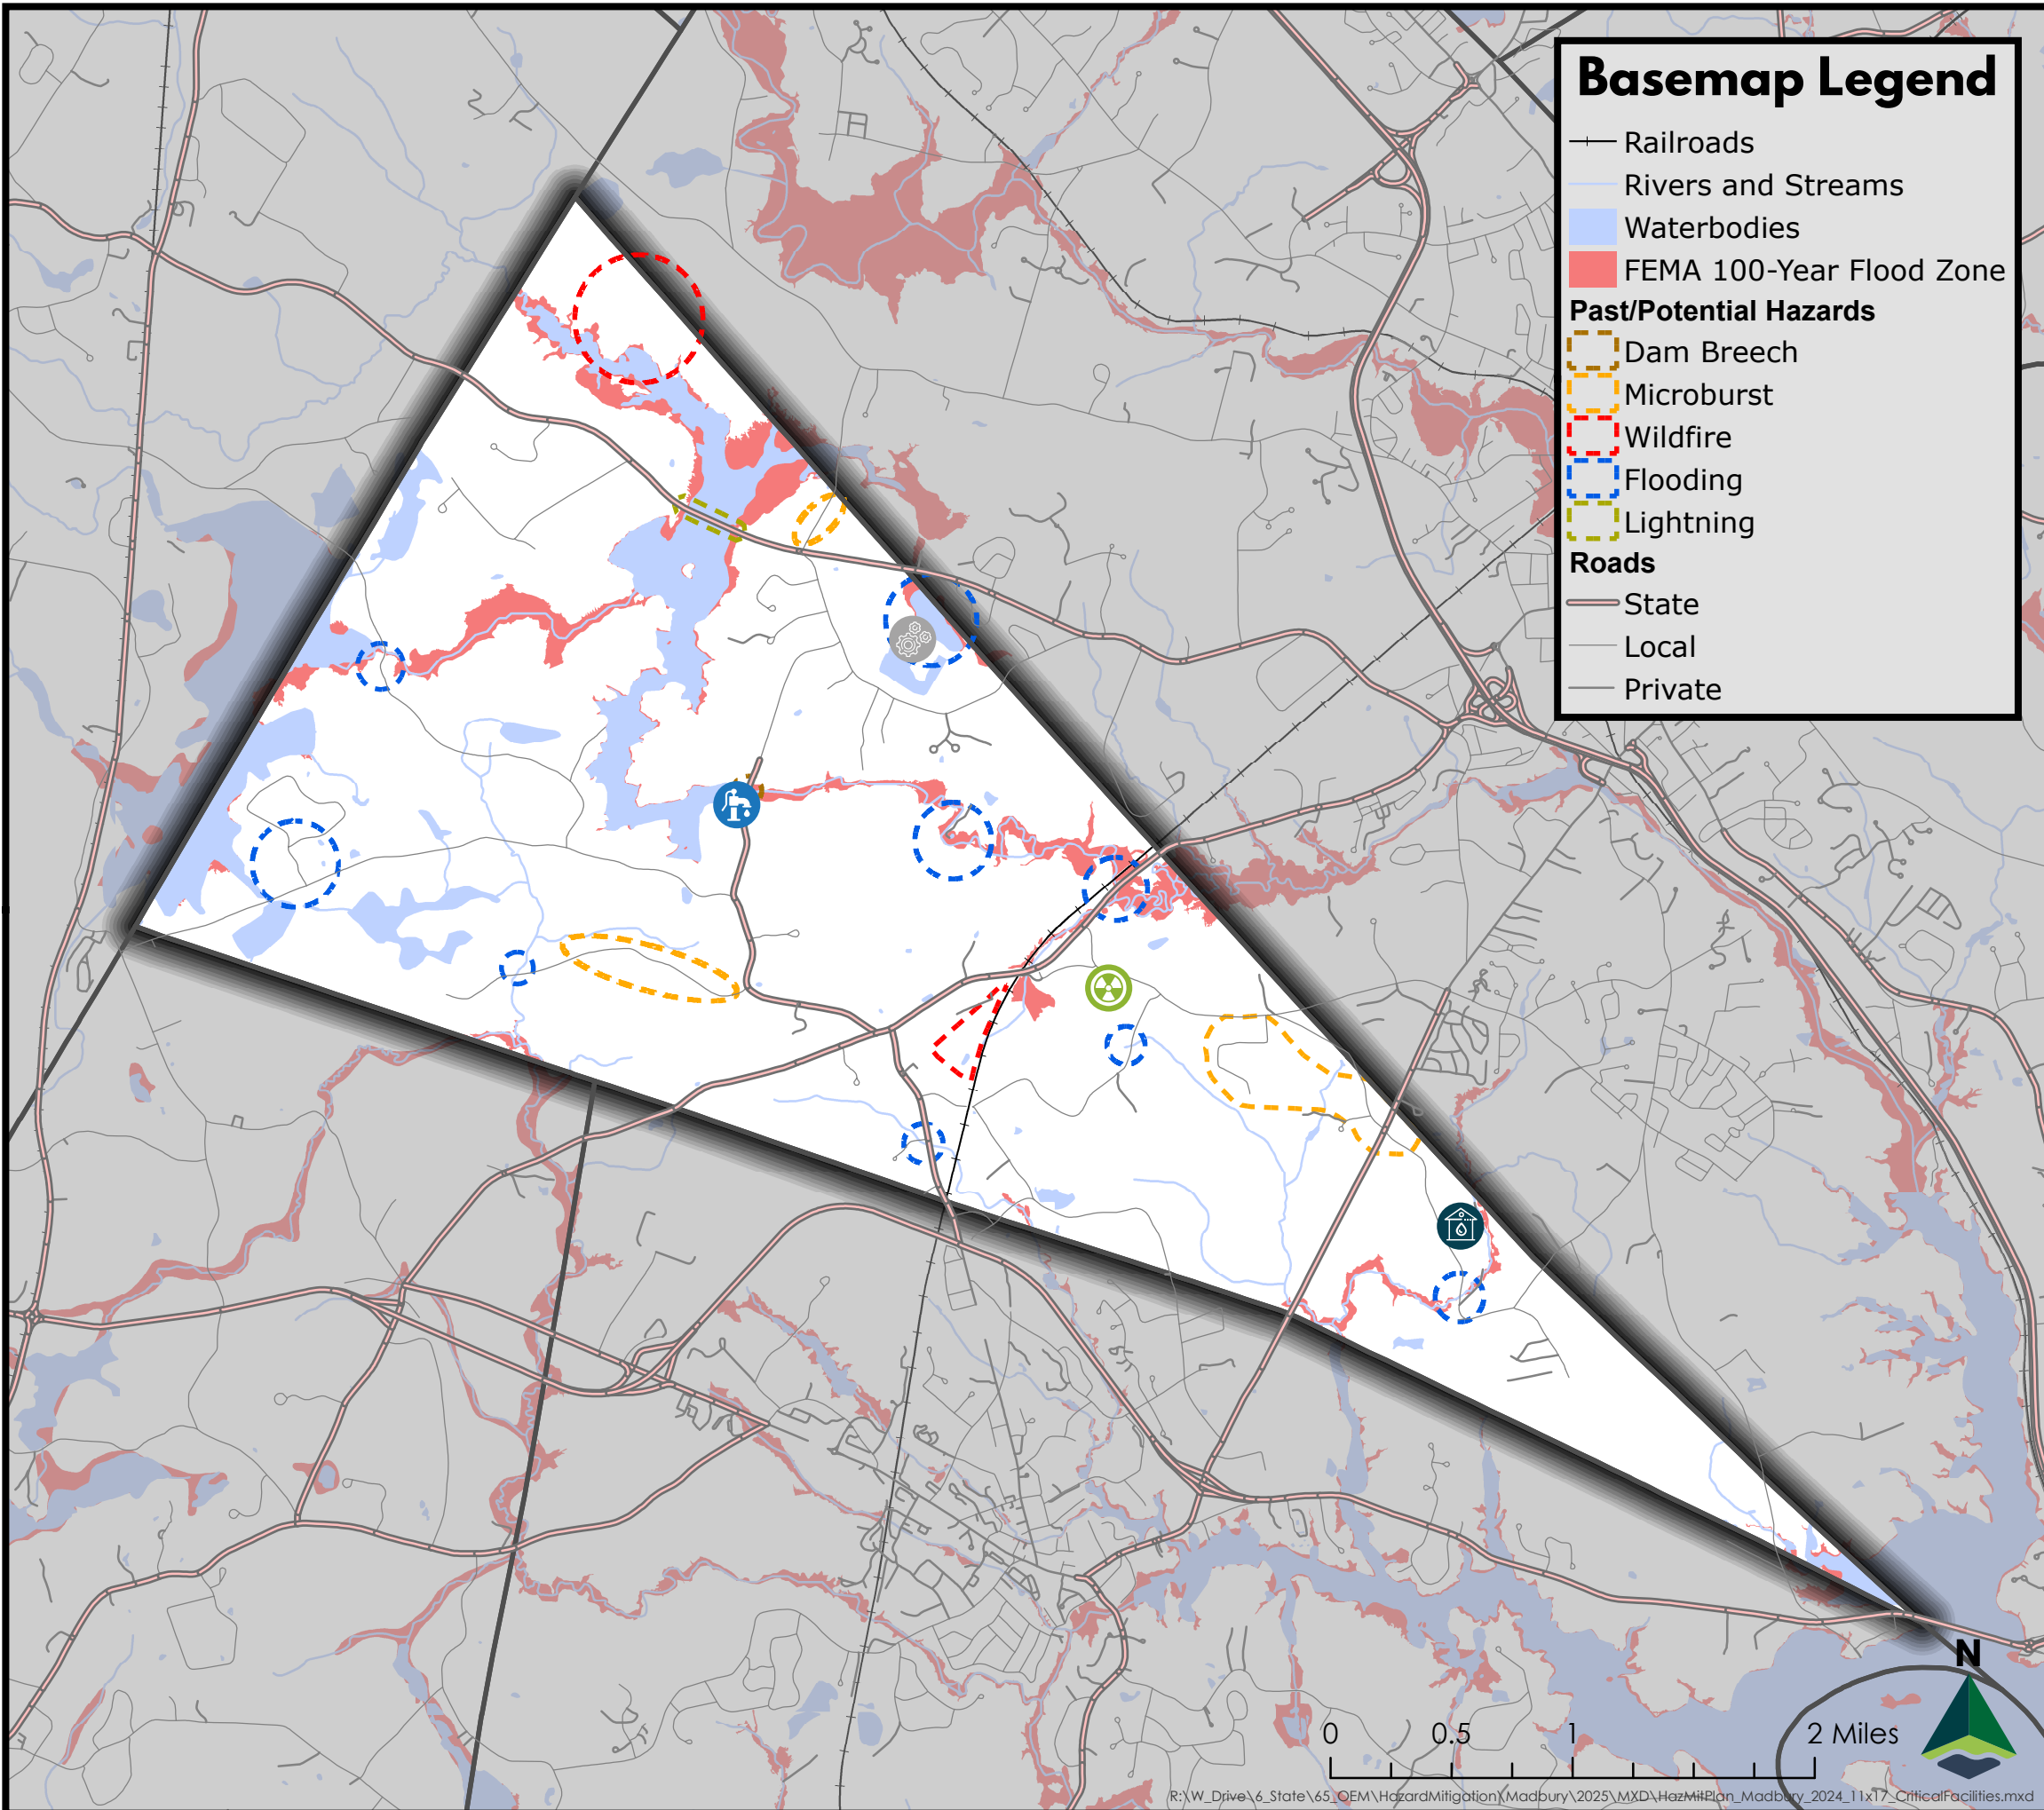 Basemap Legend
Railroads
Rivers and Streams
Waterbodies
FEMA 100-Year Flood Zone
Past/Potential Hazards
Dam Breech
Microburst
Wildfire
Flooding
Lightning
Roads
State
Local
Private
N
0 0.5 1 2 Miles
R:\W_Drive\6_State\65_OEM\HazardMitigation\Madbury\2025\MXD\HazMitPlan_Madbury_2024_11x17_CriticalFacilities.mxd